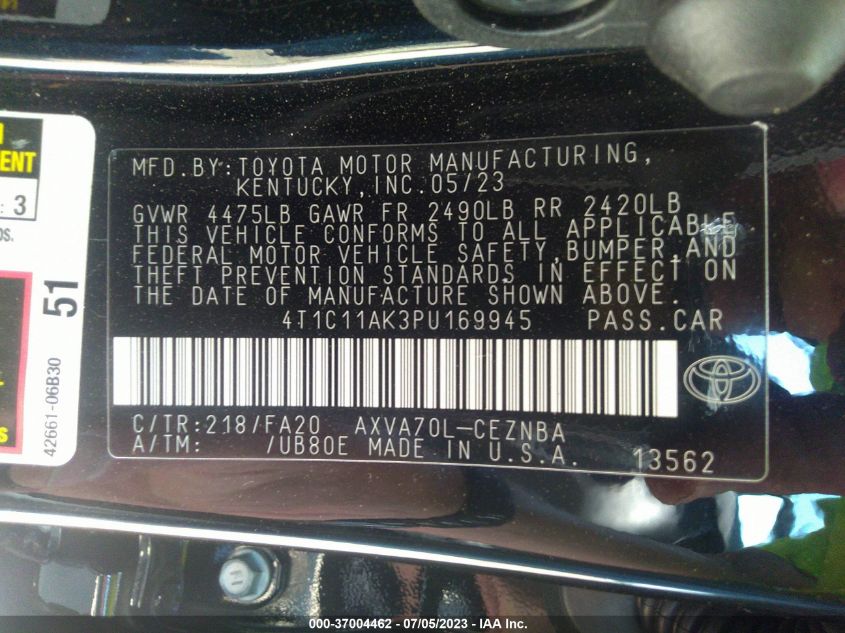 MFD.BY:TOYOTA MOTOR MANUFACTURING,
KENTUCKY,INC.05/23
GVWR 4475LB GAWR FR 2490LB RR 2420LB
THIS VEHICLE CONFORMS TO ALL APPLICABLE
FEDERAL MOTOR VEHICLE SAFETY,BUMPER,AND
THEFT PREVENTION STANDARDS IN EFFECT ON
THE DATE OF MANUFACTURE SHOWN ABOVE.
4T1C11AK3PU169945 PASS.CAR
C/TR:218/FA20 AXVA70L-CEZNBA
A/TM: /UB80E MADE IN U.S.A. 13562
51
42661-06B30
: 3
000-37004462 - 07/05/2023 - © IAA Inc.